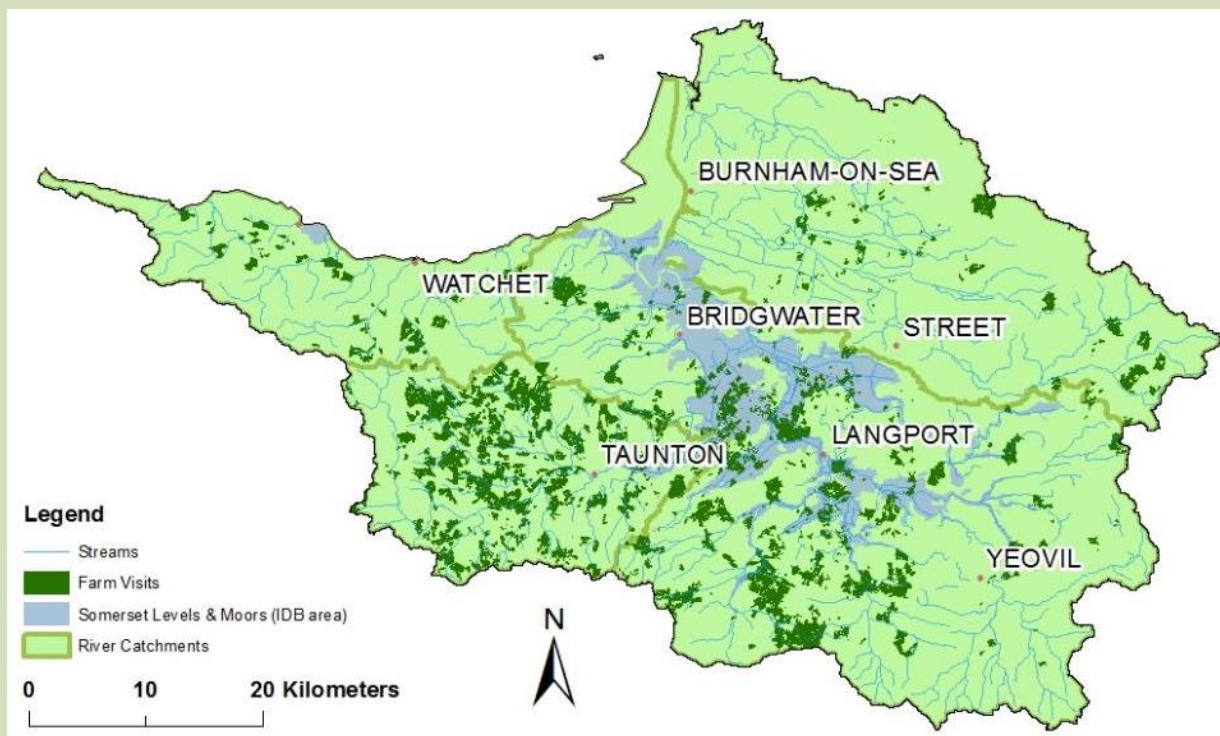 BURNHAM-ON-SEA
WATCHET
BRIDGWATER
STREET
LANGPORT
TAUNTON
YEOVIL
Legend
Streams
Farm Visits
Somerset Levels & Moors (IDB area)
River Catchments
0 10 20 Kilometers
N